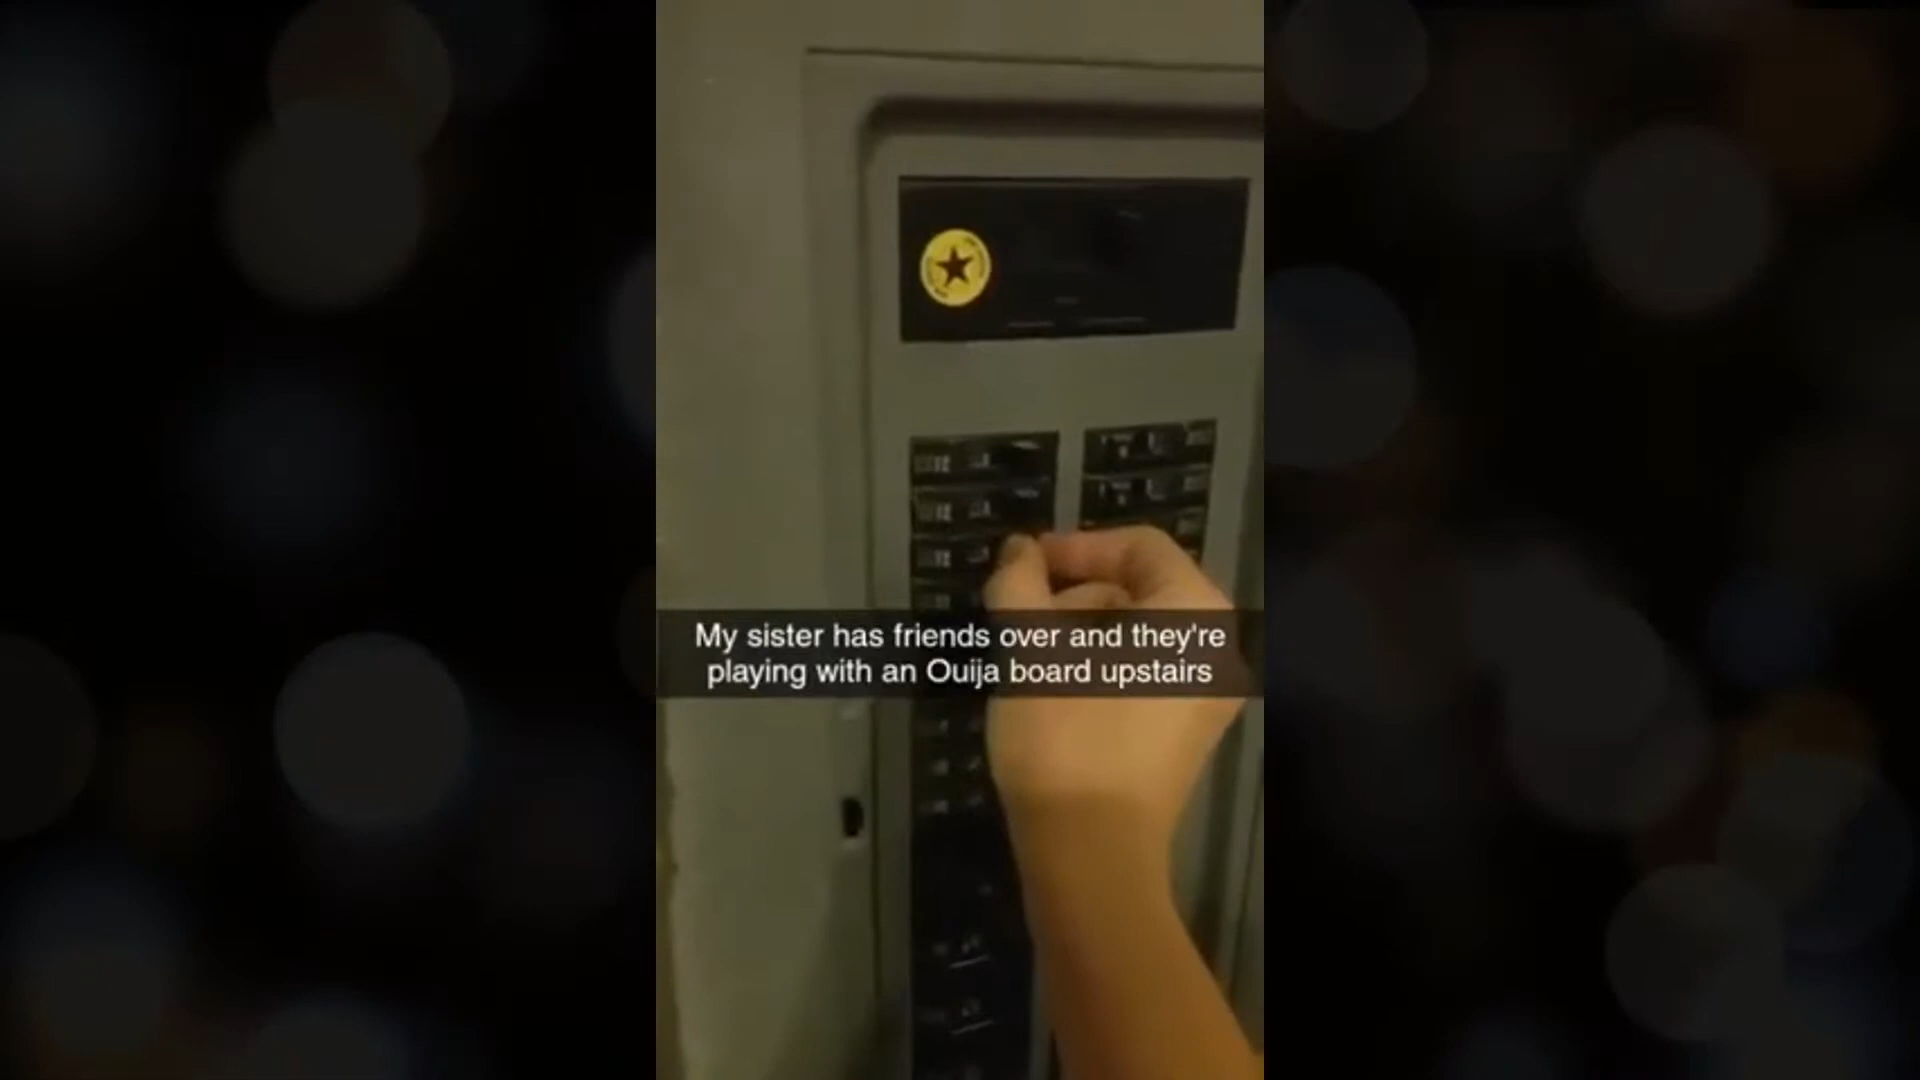 My sister has friends over and they're
playing with an Ouija board upstairs